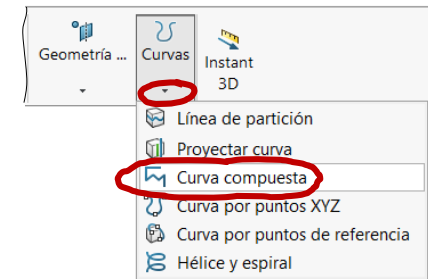 Geometría ...
Curvas
Instant
3D
Línea de partición
Proyectar curva
Curva compuesta
Curva por puntos XYZ
Curva por puntos de referencia
Hélice y espiral